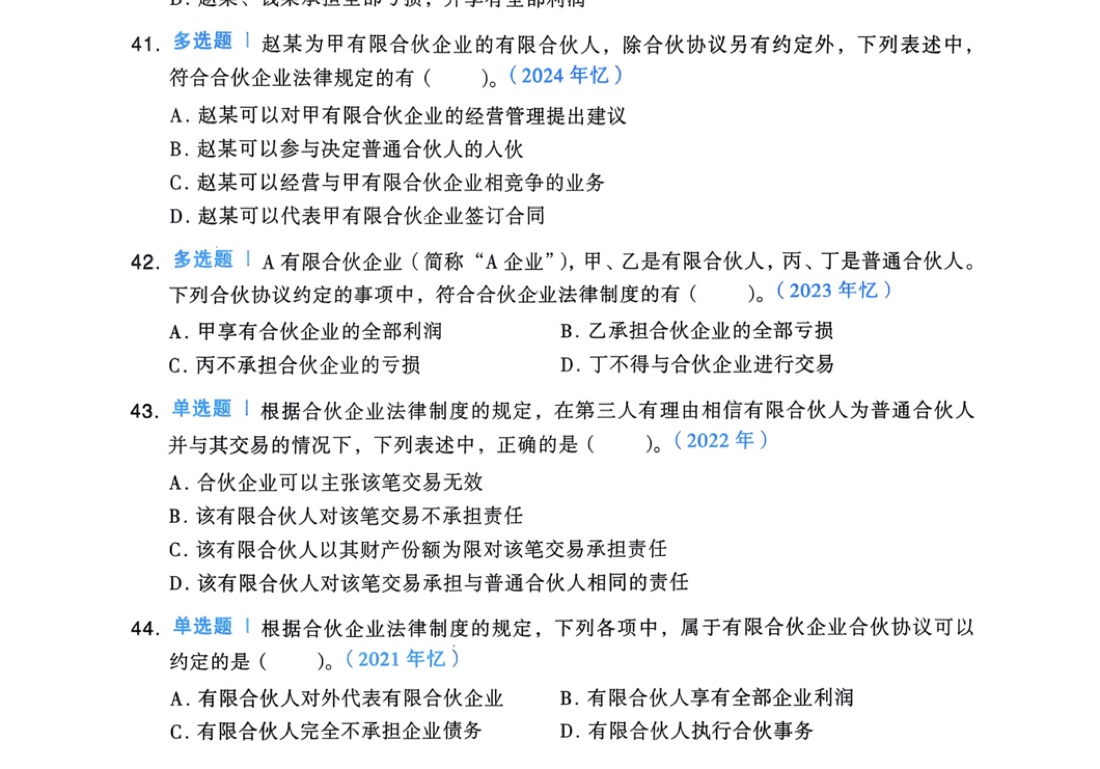 D. 赵某、钱某承担全部亏损，并享有全部利润
41. 多选题 | 赵某为甲有限合伙企业的有限合伙人，除合伙协议另有约定外，下列表述中，
符合合伙企业法律规定的有（　　）。（2024 年忆）
A. 赵某可以对甲有限合伙企业的经营管理提出建议
B. 赵某可以参与决定普通合伙人的入伙
C. 赵某可以经营与甲有限合伙企业相竞争的业务
D. 赵某可以代表甲有限合伙企业签订合同
42. 多选题 | A 有限合伙企业（简称“A 企业”），甲、乙是有限合伙人，丙、丁是普通合伙人。
下列合伙协议约定的事项中，符合合伙企业法律制度的有（　　）。（2023 年忆）
A. 甲享有合伙企业的全部利润　B. 乙承担合伙企业的全部亏损
C. 丙不承担合伙企业的亏损　D. 丁不得与合伙企业进行交易
43. 单选题 | 根据合伙企业法律制度的规定，在第三人有理由相信有限合伙人为普通合伙人
并与其交易的情况下，下列表述中，正确的是（　　）。（2022 年）
A. 合伙企业可以主张该笔交易无效
B. 该有限合伙人对该笔交易不承担责任
C. 该有限合伙人以其财产份额为限对该笔交易承担责任
D. 该有限合伙人对该笔交易承担与普通合伙人相同的责任
44. 单选题 | 根据合伙企业法律制度的规定，下列各项中，属于有限合伙企业合伙协议可以
约定的是（　　）。（2021 年忆）
A. 有限合伙人对外代表有限合伙企业　B. 有限合伙人享有全部企业利润
C. 有限合伙人完全不承担企业债务　D. 有限合伙人执行合伙事务